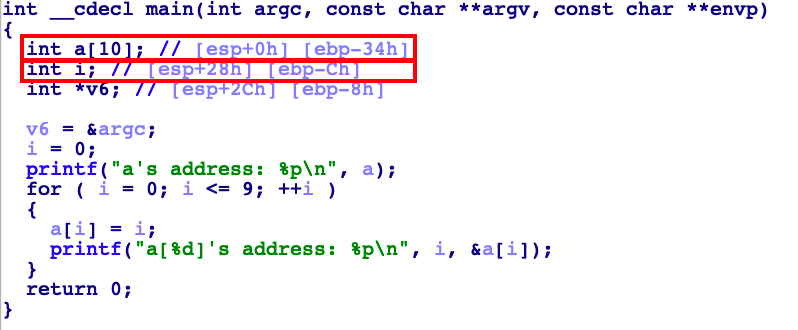 int __cdecl main(int argc, const char **argv, const char **envp)
{
int a[10]; // [esp+0h] [ebp-34h]
int i; // [esp+28h] [ebp-Ch]
int *v6; // [esp+2Ch] [ebp-8h]
v6 = &argc;
i = 0;
printf("a's address: %p\n", a);
for ( i = 0; i <= 9; ++i )
{
a[i] = i;
printf("a[%d]'s address: %p\n", i, &a[i]);
}
return 0;
}